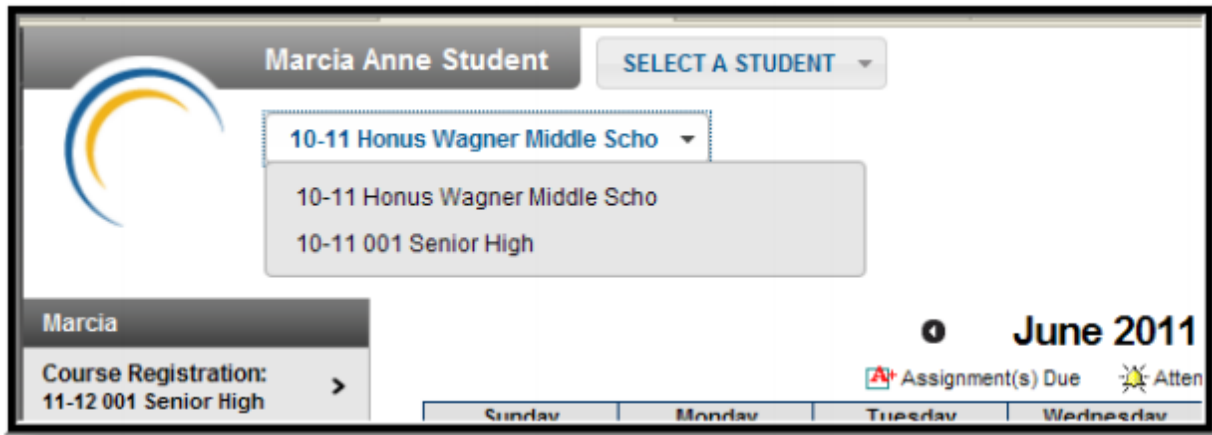 Marcia Anne Student
SELECT A STUDENT
10-11 Honus Wagner Middle Scho
10-11 Honus Wagner Middle Scho
10-11 001 Senior High
Marcia
Course Registration:
11-12 001 Senior High
June 2011
A+ Assignment(s) Due Atten
Sunday Monday Tuesday Wednesday